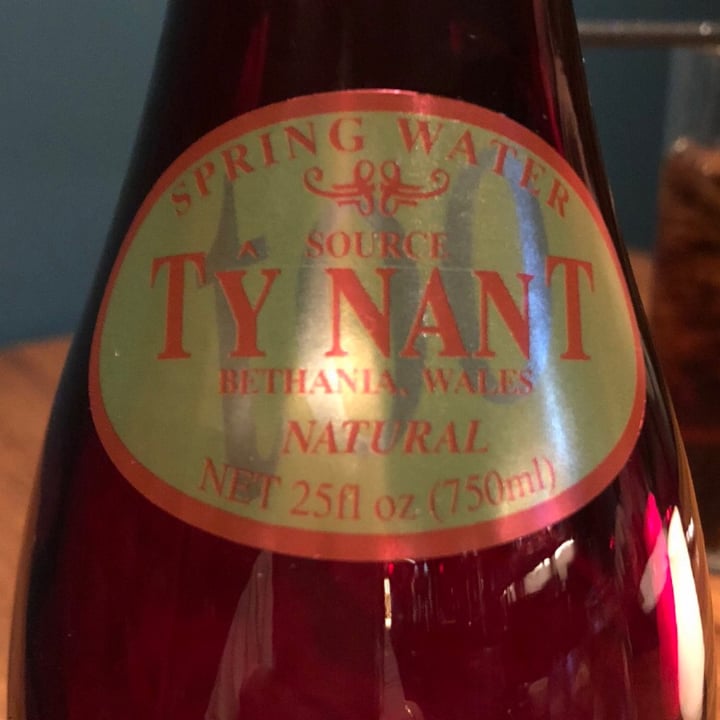 SPRING WATER
SOURCE
TŶ NANT
BETHANIA, WALES
NATURAL
NET 25fl oz (750ml)